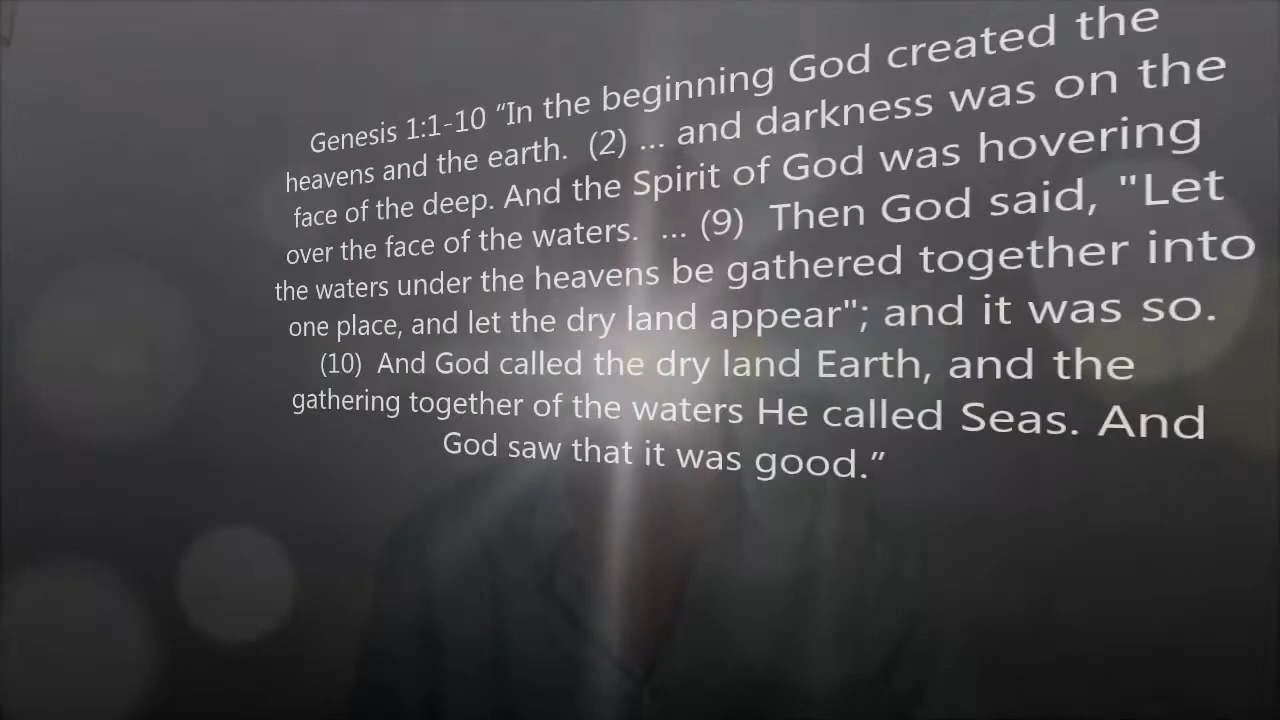 Genesis 1:1-10 “In the beginning God created the
heavens and the earth.  (2) ... and darkness was on the
face of the deep. And the Spirit of God was hovering
over the face of the waters.  ... (9)  Then God said, "Let
the waters under the heavens be gathered together into
one place, and let the dry land appear"; and it was so.
(10)  And God called the dry land Earth, and the
gathering together of the waters He called Seas. And
God saw that it was good.”